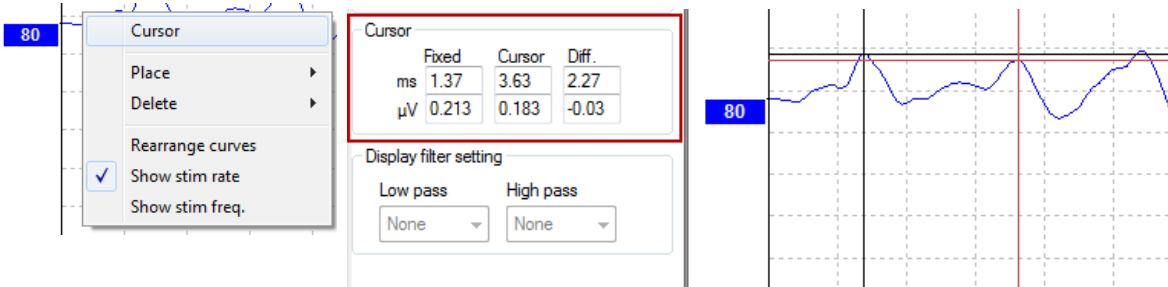 80
Cursor
Place
Delete
Rearrange curves
Show stim rate
Show stim freq.
Cursor
Fixed Cursor Diff.
ms 1.37 3.63 2.27
µV 0.213 0.183 -0.03
Display filter setting
Low pass High pass
None None
80